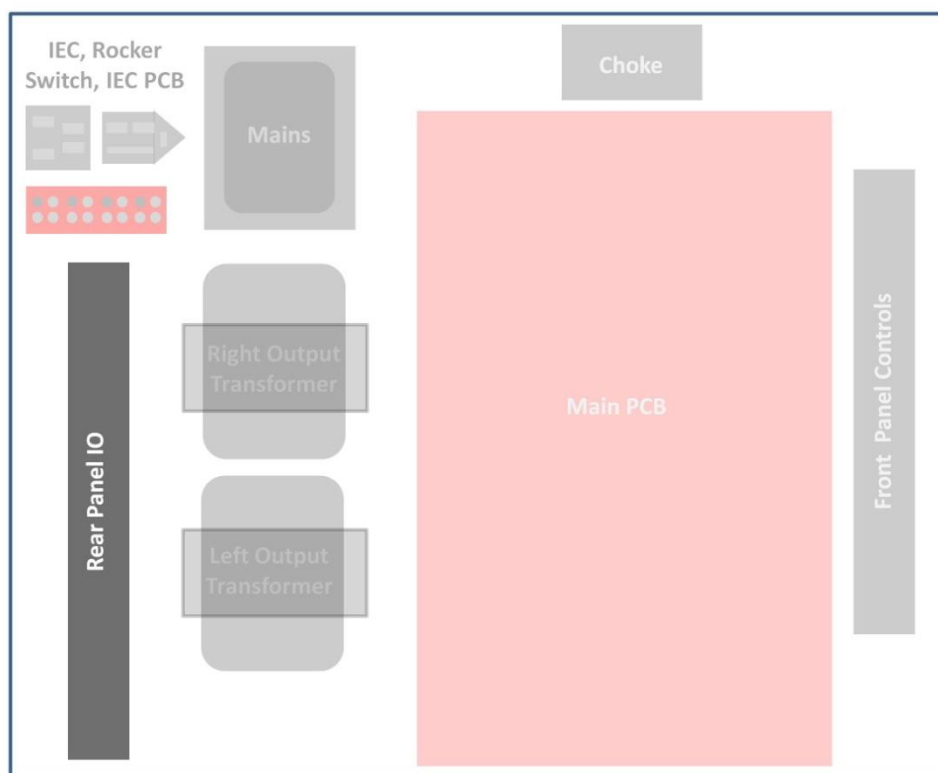 IEC, Rocker
Switch, IEC PCB
Mains
Choke
Right Output
Transformer
Main PCB
Front Panel Controls
Rear Panel IO
Left Output
Transformer